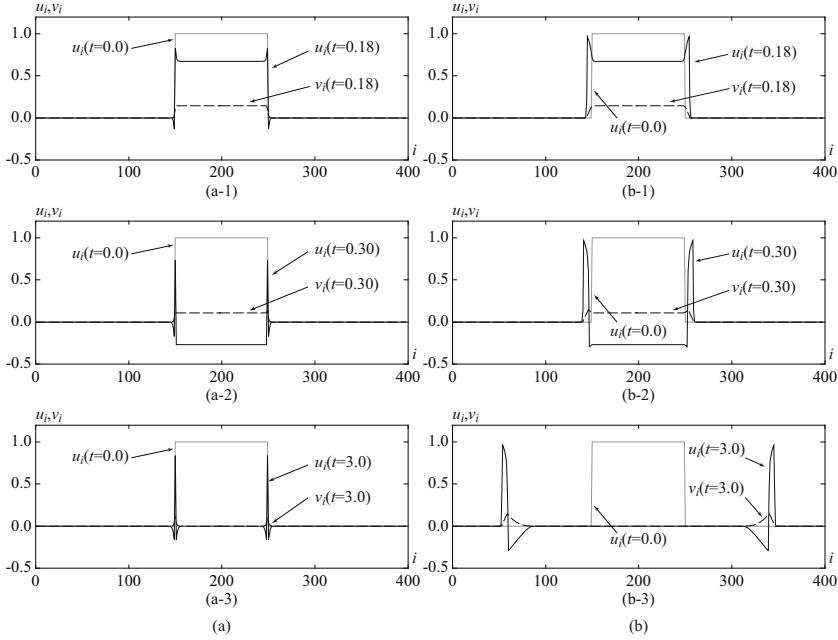 u_i,v_i
1.0
0.5
0.0
-0.5
u_i(t=0.0)
u_i(t=0.18)
v_i(t=0.18)
i
0 100 200 300 400
(a-1)
u_i,v_i
1.0
0.5
0.0
-0.5
u_i(t=0.18)
v_i(t=0.18)
u_i(t=0.0)
i
0 100 200 300 400
(b-1)
u_i,v_i
1.0
0.5
0.0
-0.5
u_i(t=0.0)
u_i(t=0.30)
v_i(t=0.30)
i
0 100 200 300 400
(a-2)
u_i,v_i
1.0
0.5
0.0
-0.5
u_i(t=0.30)
v_i(t=0.30)
u_i(t=0.0)
i
0 100 200 300 400
(b-2)
u_i,v_i
1.0
0.5
0.0
-0.5
u_i(t=0.0)
u_i(t=3.0)
v_i(t=3.0)
i
0 100 200 300 400
(a-3)
u_i,v_i
1.0
0.5
0.0
-0.5
u_i(t=3.0)
v_i(t=3.0)
u_i(t=0.0)
i
0 100 200 300 400
(b-3)
(a)
(b)